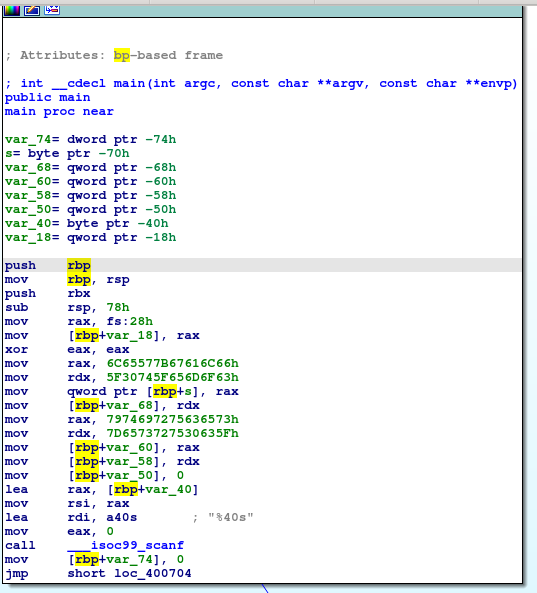 ; Attributes: bp-based frame
; int __cdecl main(int argc, const char **argv, const char **envp)
public main
main proc near
var_74= dword ptr -74h
s= byte ptr -70h
var_68= qword ptr -68h
var_60= qword ptr -60h
var_58= qword ptr -58h
var_50= qword ptr -50h
var_40= byte ptr -40h
var_18= qword ptr -18h
push rbp
mov rbp, rsp
push rbx
sub rsp, 78h
mov rax, fs:28h
mov [rbp+var_18], rax
xor eax, eax
mov rax, 6C65577B67616C66h
mov rdx, 5F30745F656D6F63h
mov qword ptr [rbp+s], rax
mov [rbp+var_68], rdx
mov rax, 7974697275636573h
mov rdx, 7D6573727530635Fh
mov [rbp+var_60], rax
mov [rbp+var_58], rdx
mov [rbp+var_50], 0
lea rax, [rbp+var_40]
mov rsi, rax
lea rdi, a40s ; "%40s"
mov eax, 0
call ___isoc99_scanf
mov [rbp+var_74], 0
jmp short loc_400704